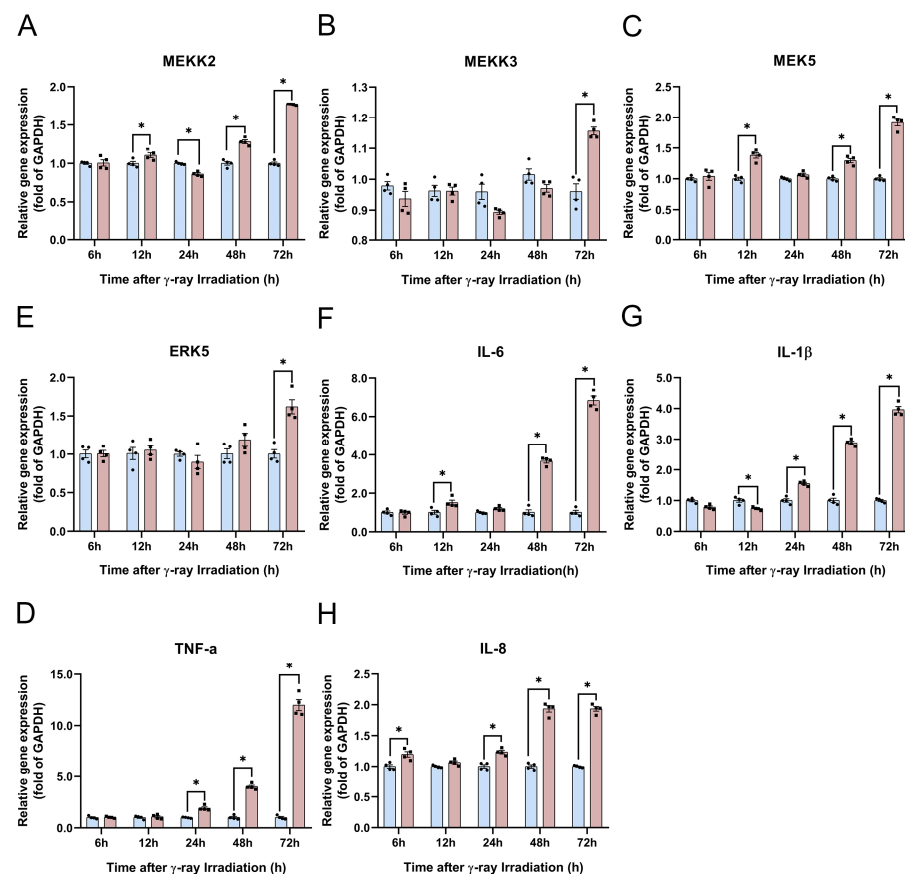 A
MEKK2
Relative gene expression
(fold of GAPDH)
2.0
1.5
1.0
0.5
0.0
* * * *
6h 12h 24h 48h 72h
Time after γ-ray Irradiation (h)
B
MEKK3
Relative gene expression
(fold of GAPDH)
1.3
1.2
1.1
1.0
0.9
0.8
*
6h 12h 24h 48h 72h
Time after γ-ray Irradiation (h)
C
MEK5
Relative gene expression
(fold of GAPDH)
2.5
2.0
1.5
1.0
0.5
0.0
* * *
6h 12h 24h 48h 72h
Time after γ-ray Irradiation (h)
E
ERK5
Relative gene expression
(fold of GAPDH)
2.0
1.5
1.0
0.5
0.0
*
6h 12h 24h 48h 72h
Time after γ-ray Irradiation (h)
F
IL-6
Relative gene expression
(fold of GAPDH)
8.0
6.0
4.0
2.0
0.0
* * *
6h 12h 24h 48h 72h
Time after γ-ray Irradiation(h)
G
IL-1β
Relative gene expression
(fold of GAPDH)
5.0
4.0
3.0
2.0
1.0
0.0
* * * *
6h 12h 24h 48h 72h
Time after γ-ray Irradiation (h)
D
TNF-a
Relative gene expression
(fold of GAPDH)
15.0
10.0
5.0
0.0
* * *
6h 12h 24h 48h 72h
Time after γ-ray Irradiation (h)
H
IL-8
Relative gene expression
(fold of GAPDH)
2.5
2.0
1.5
1.0
0.5
0.0
* * * *
6h 12h 24h 48h 72h
Time after γ-ray Irradiation (h)